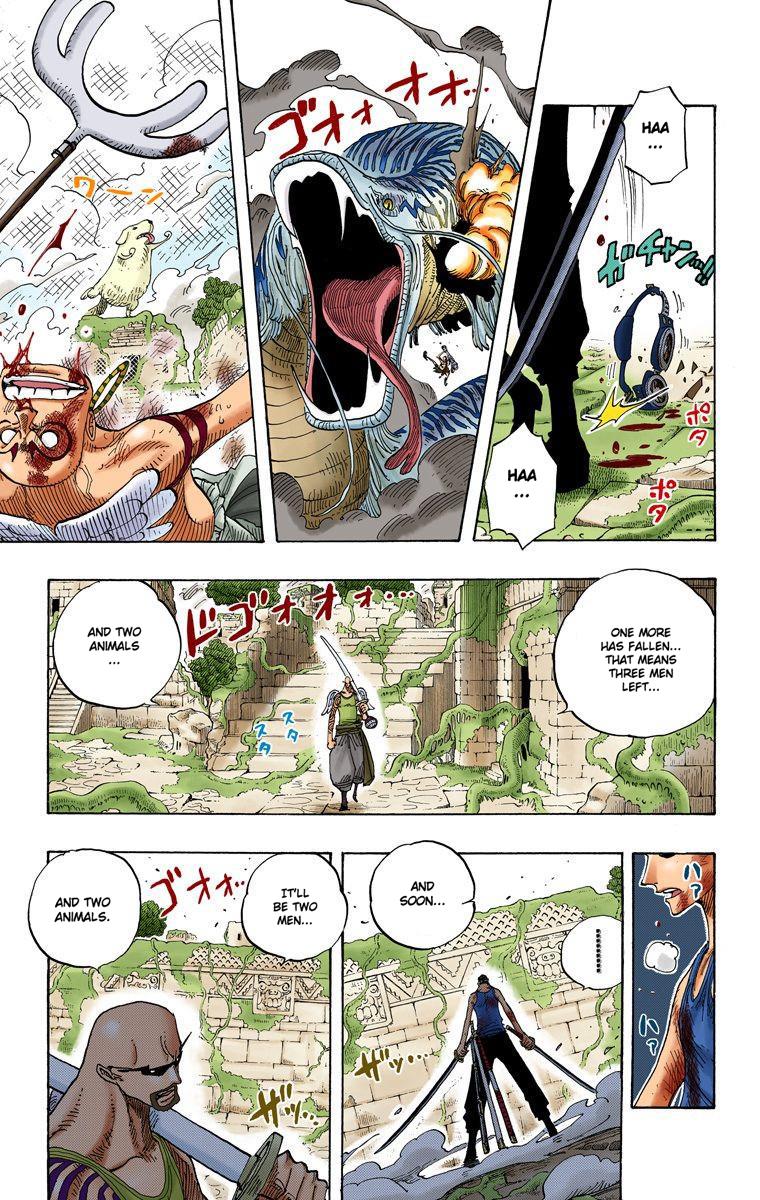 HAA
...
ガチャンッ!!
ポタ
ポタ
HAA
...
ゴオォオォ...
ワーン
ONE MORE
HAS FALLEN...
THAT MEANS
THREE MEN
LEFT...
ドゴオォオォ...
AND TWO
ANIMALS
...
スタ
スタ
ハァ
ハァ
.........
AND
SOON...
ザッ...
IT'LL
BE TWO
MEN...
ゴオォ...
AND TWO
ANIMALS.
ザッ...